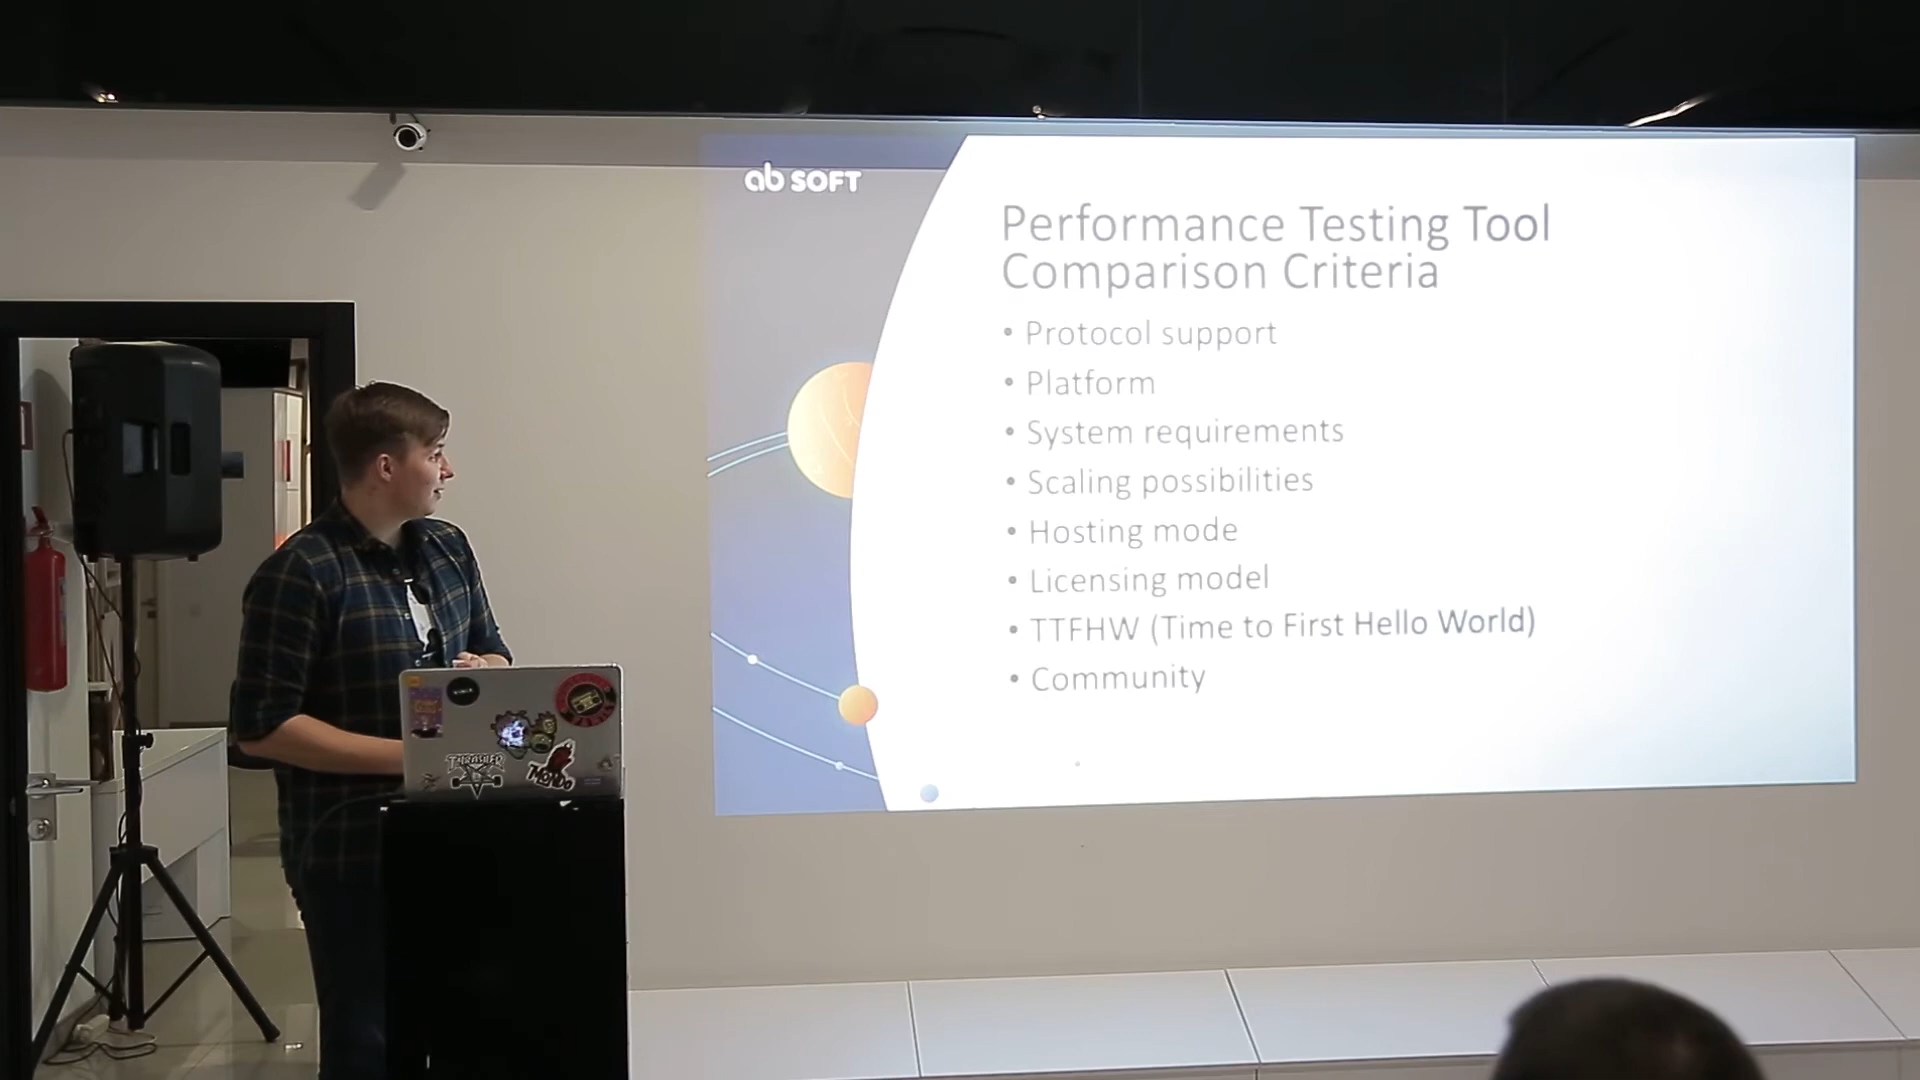 ab SOFT
Performance Testing Tool
Comparison Criteria
• Protocol support
• Platform
• System requirements
• Scaling possibilities
• Hosting mode
• Licensing model
• TTFHW (Time to First Hello World)
• Community
THRASHER
TMONDO